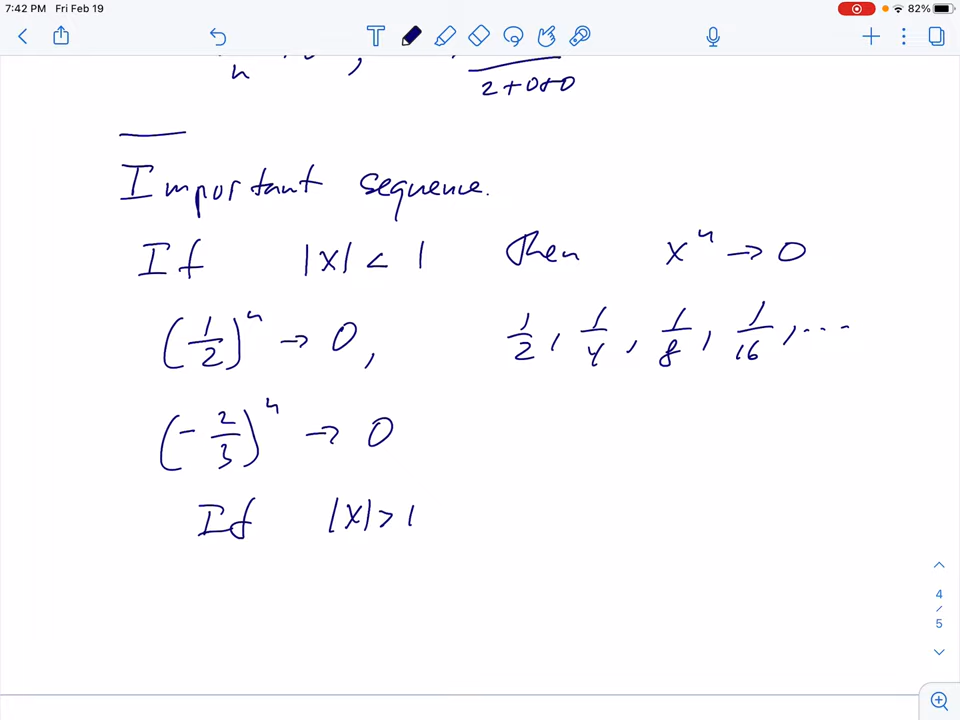 7:42 PM Fri Feb 19 82%
n ,
2+0+0
Important sequence.
If |x| < 1 then xⁿ → 0
(1/2)ⁿ → 0, 1/2, 1/4, 1/8, 1/16, ...
(-2/3)ⁿ → 0
If |x| > 1
4
/
5